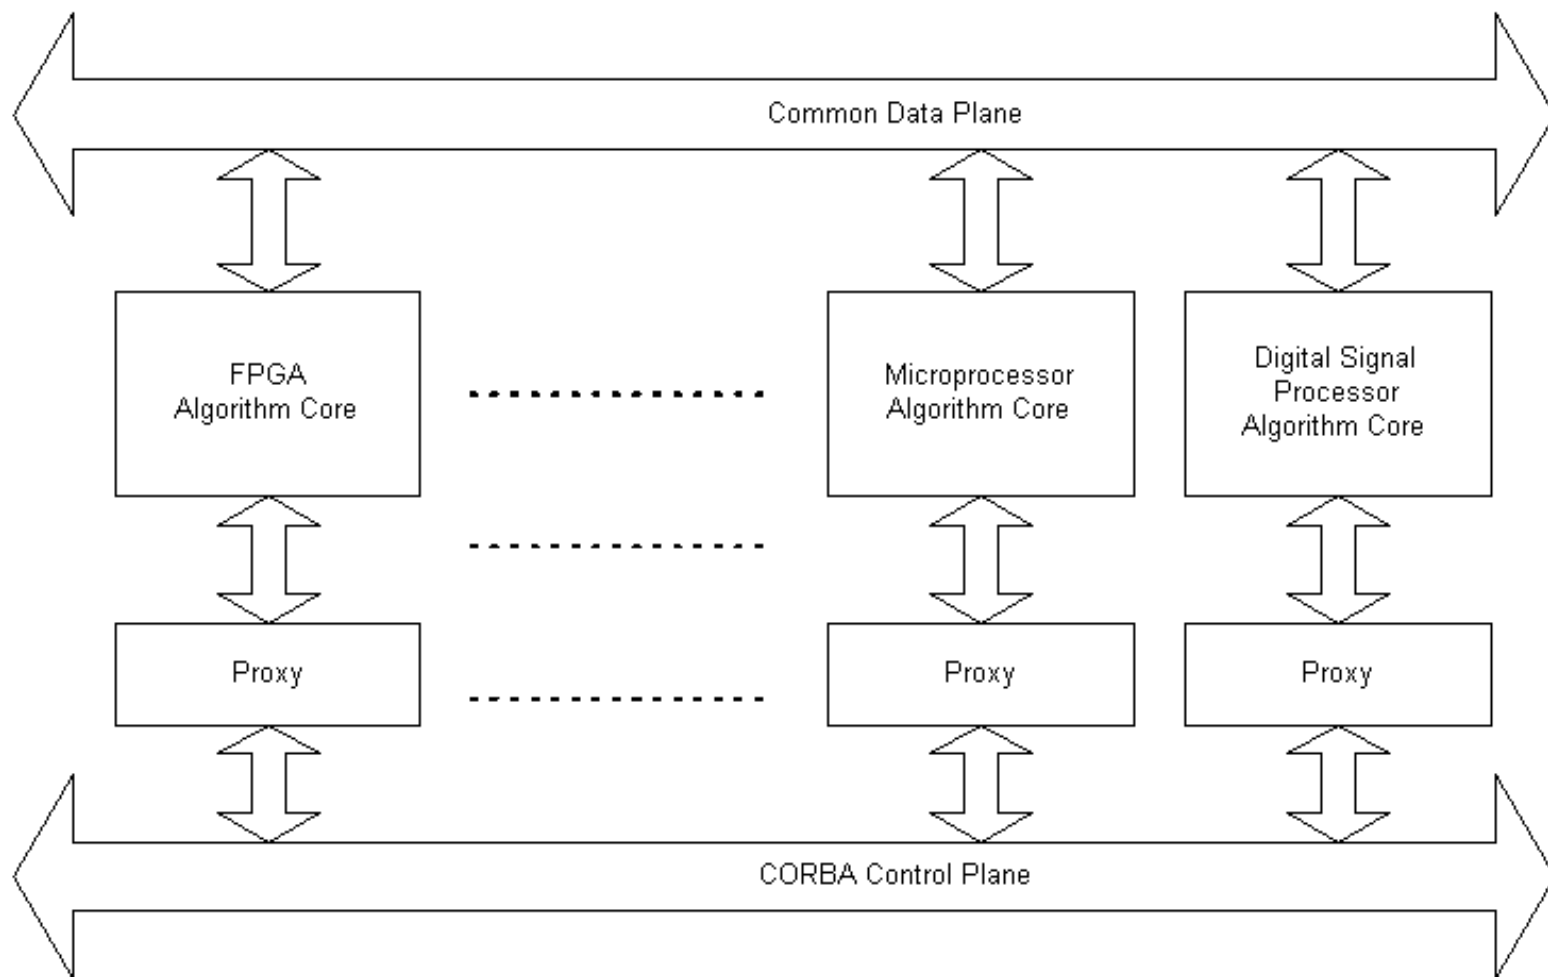 Common Data Plane
FPGA
Algorithm Core
Microprocessor
Algorithm Core
Digital Signal
Processor
Algorithm Core
Proxy
Proxy
Proxy
CORBA Control Plane